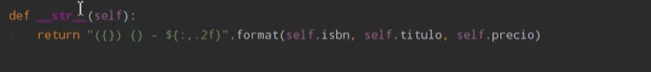 def __str__(self):
return "({}) {} - ${:,.2f}".format(self.isbn, self.titulo, self.precio)